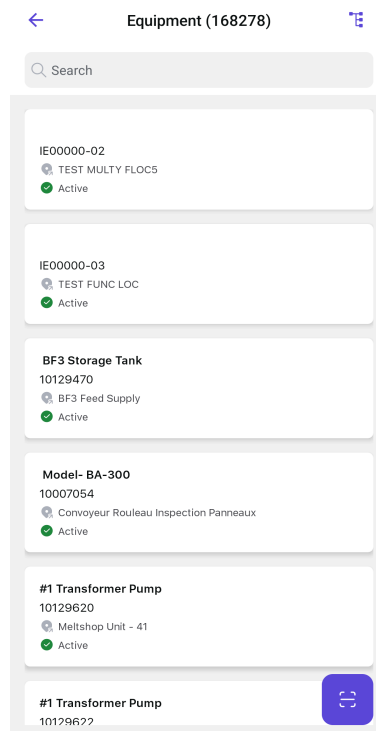 Equipment (168278)
Search
IE00000-02
TEST MULTY FLOC5
Active
IE00000-03
TEST FUNC LOC
Active
BF3 Storage Tank
10129470
BF3 Feed Supply
Active
Model- BA-300
10007054
Convoyeur Rouleau Inspection Panneaux
Active
#1 Transformer Pump
10129620
Meltshop Unit - 41
Active
#1 Transformer Pump
10129622